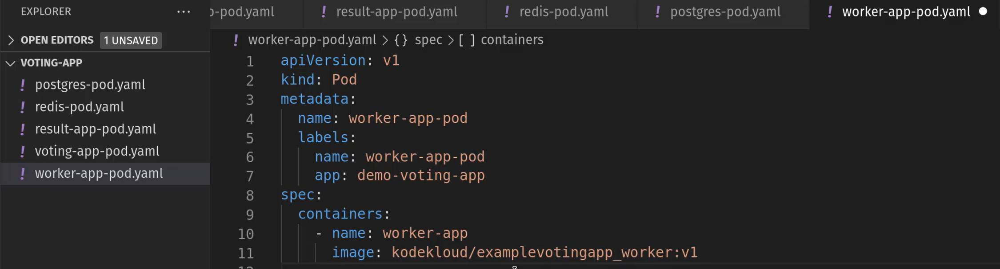 EXPLORER ···
OPEN EDITORS 1 UNSAVED
VOTING-APP
! postgres-pod.yaml
! redis-pod.yaml
! result-app-pod.yaml
! voting-app-pod.yaml
! worker-app-pod.yaml
-pod.yaml ! result-app-pod.yaml ! redis-pod.yaml ! postgres-pod.yaml ! worker-app-pod.yaml ●
! worker-app-pod.yaml > {} spec > [ ] containers
1 apiVersion: v1
2 kind: Pod
3 metadata:
4   name: worker-app-pod
5   labels:
6     name: worker-app-pod
7     app: demo-voting-app
8 spec:
9   containers:
10     - name: worker-app
11       image: kodekloud/examplevotingapp_worker:v1